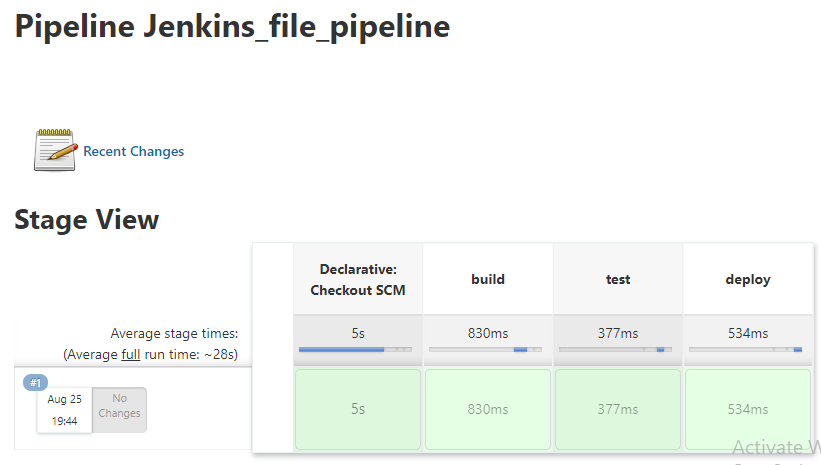 Pipeline Jenkins_file_pipeline
Recent Changes
Stage View
Declarative:
Checkout SCM
build
test
deploy
Average stage times:
(Average full run time: ~28s)
5s
830ms
377ms
534ms
#1
Aug 25
19:44
No
Changes
5s
830ms
377ms
534ms
Activate